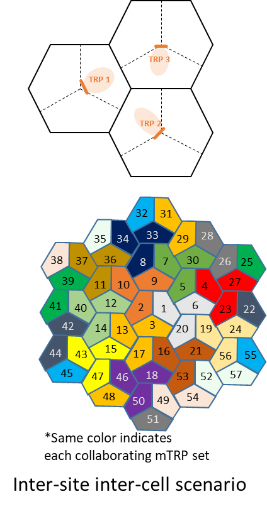 TRP 3
TRP 1
TRP 2
32 31
35 34 33 29 28
38 37 36 8 7 30 26 25
39 11 10 9 5 4 27
41 40 12 2 1 6 23 22
42 14 13 3 20 19 24
44 43 15 17 16 21 56 55
45 47 46 18 53 52 57
48 50 49 54
51
*Same color indicates
each collaborating mTRP set
Inter-site inter-cell scenario